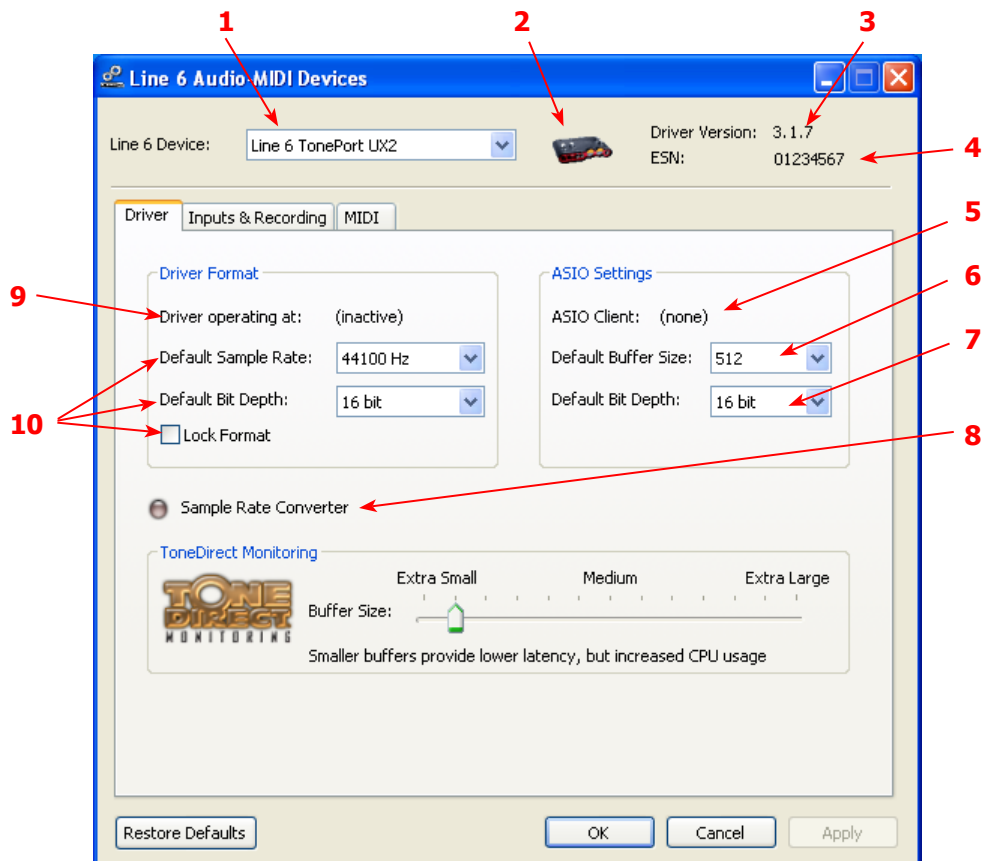 1 2 3
Line 6 Audio-MIDI Devices
Line 6 Device: Line 6 TonePort UX2 Driver Version: 3.1.7
ESN: 01234567 4
Driver Inputs & Recording MIDI 5
Driver Format ASIO Settings 6
9 Driver operating at: (inactive) ASIO Client: (none)
Default Sample Rate: 44100 Hz Default Buffer Size: 512 7
Default Bit Depth: 16 bit Default Bit Depth: 16 bit
10 Lock Format 8
Sample Rate Converter
ToneDirect Monitoring
Extra Small Medium Extra Large
TONE DIRECT MONITORING
Buffer Size:
Smaller buffers provide lower latency, but increased CPU usage
Restore Defaults OK Cancel Apply